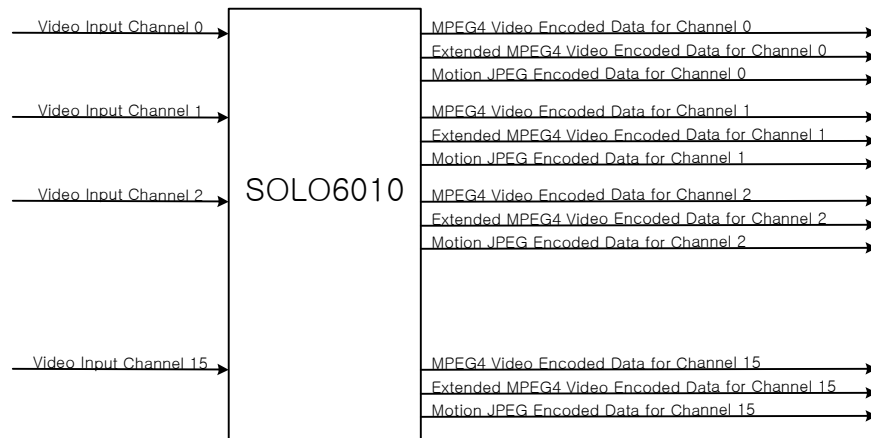 Video Input Channel 0
MPEG4 Video Encoded Data for Channel 0
Extended MPEG4 Video Encoded Data for Channel 0
Motion JPEG Encoded Data for Channel 0
Video Input Channel 1
MPEG4 Video Encoded Data for Channel 1
Extended MPEG4 Video Encoded Data for Channel 1
Motion JPEG Encoded Data for Channel 1
Video Input Channel 2
SOLO6010
MPEG4 Video Encoded Data for Channel 2
Extended MPEG4 Video Encoded Data for Channel 2
Motion JPEG Encoded Data for Channel 2
Video Input Channel 15
MPEG4 Video Encoded Data for Channel 15
Extended MPEG4 Video Encoded Data for Channel 15
Motion JPEG Encoded Data for Channel 15